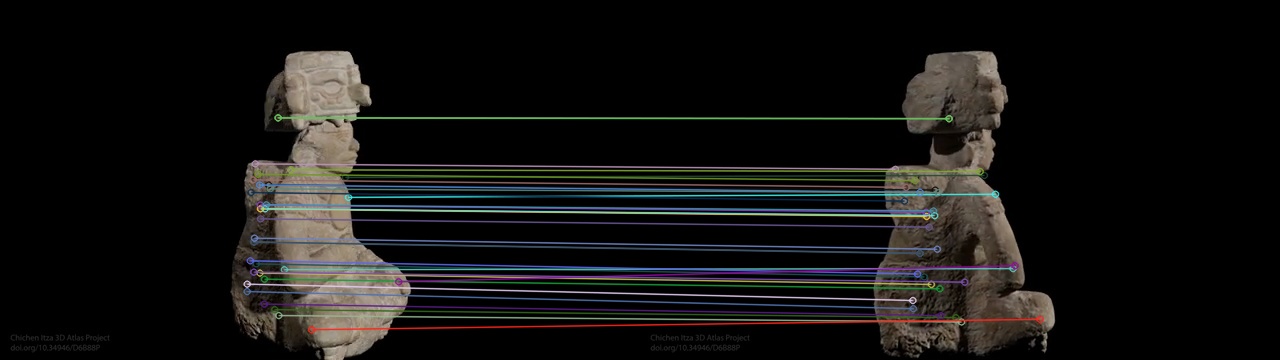 Chichen Itza 3D Atlas Project
doi.org/10.34946/D6B88P
Chichen Itza 3D Atlas Project
doi.org/10.34946/D6B88P